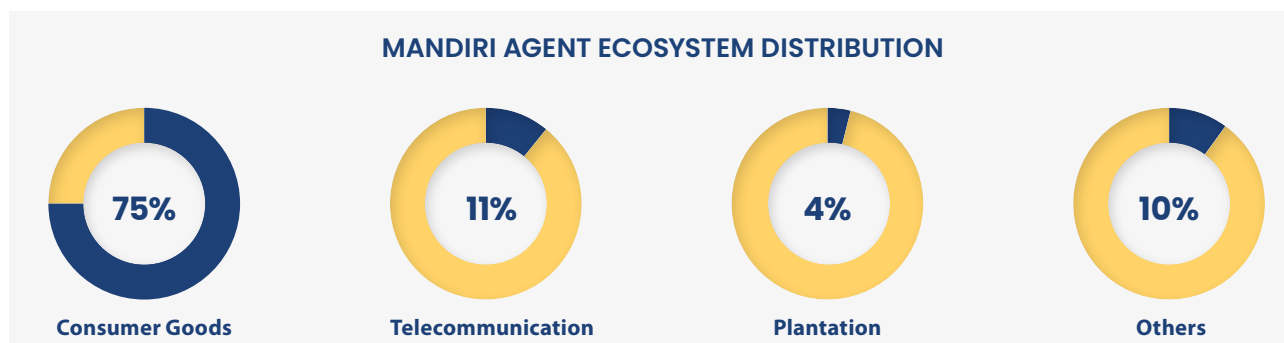 MANDIRI AGENT ECOSYSTEM DISTRIBUTION
75%
11%
4%
10%
Consumer Goods
Telecommunication
Plantation
Others